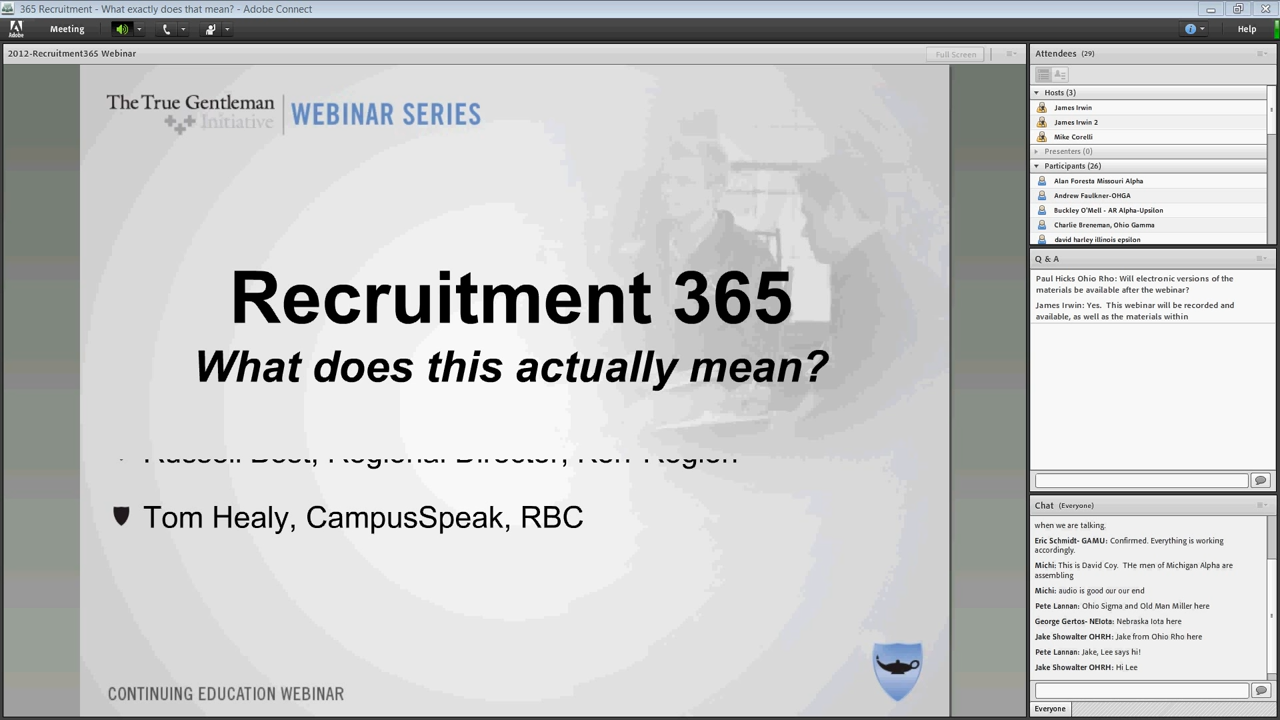 365 Recruitment - What exactly does that mean? - Adobe Connect
Adobe
Meeting
Help
2012-Recruitment365 Webinar
Full Screen
The True Gentleman
Initiative
WEBINAR SERIES
Recruitment 365
What does this actually mean?
Russell Best, Regional Director, Kerr Region
Tom Healy, CampusSpeak, RBC
CONTINUING EDUCATION WEBINAR
Attendees (29)
Hosts (3)
James Irwin
James Irwin 2
Mike Corelli
Presenters (0)
Participants (26)
Alan Foresta Missouri Alpha
Andrew Faulkner-OHGA
Buckley O'Mell - AR Alpha-Upsilon
Charlie Breneman, Ohio Gamma
david harley illinois epsilon
Q & A
Paul Hicks Ohio Rho: Will electronic versions of the
materials be available after the webinar?
James Irwin: Yes. This webinar will be recorded and
available, as well as the materials within
Chat (Everyone)
when we are talking.
Eric Schmidt- GAMU: Confirmed. Everything is working
accordingly.
Michi: This is David Coy. THe men of Michigan Alpha are
assembling
Michi: audio is good our our end
Pete Lannan: Ohio Sigma and Old Man Miller here
George Gertos- NEIota: Nebraska Iota here
Jake Showalter OHRH: Jake from Ohio Rho here
Pete Lannan: Jake, Lee says hi!
Jake Showalter OHRH: Hi Lee
Everyone